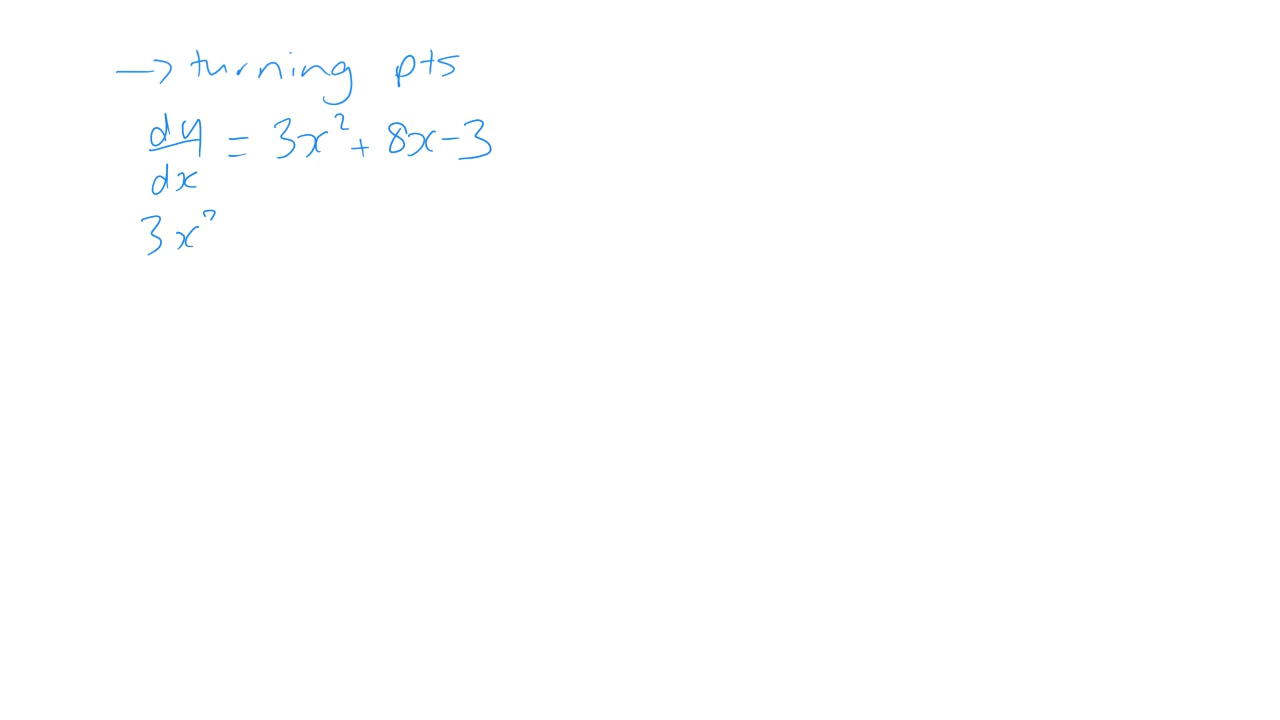 → turning pts
dy/dx = 3x² + 8x - 3
3x²